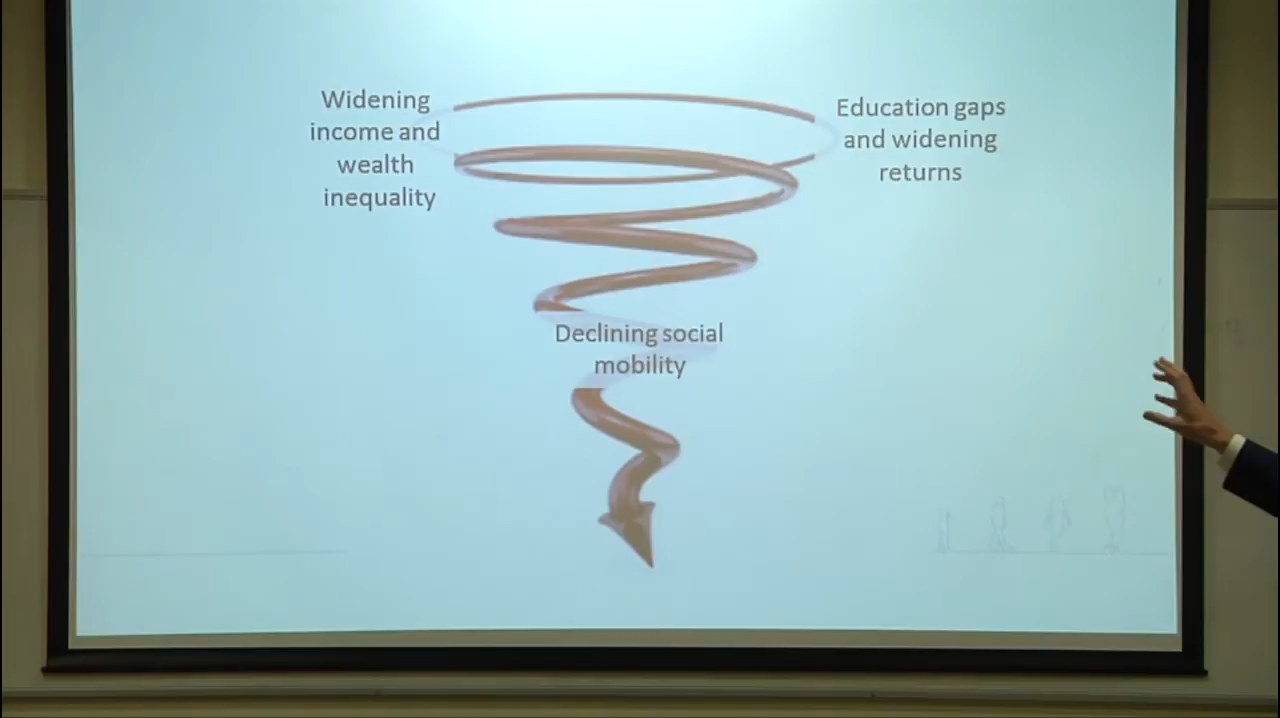 Widening
income and
wealth
inequality
Education gaps
and widening
returns
Declining social
mobility